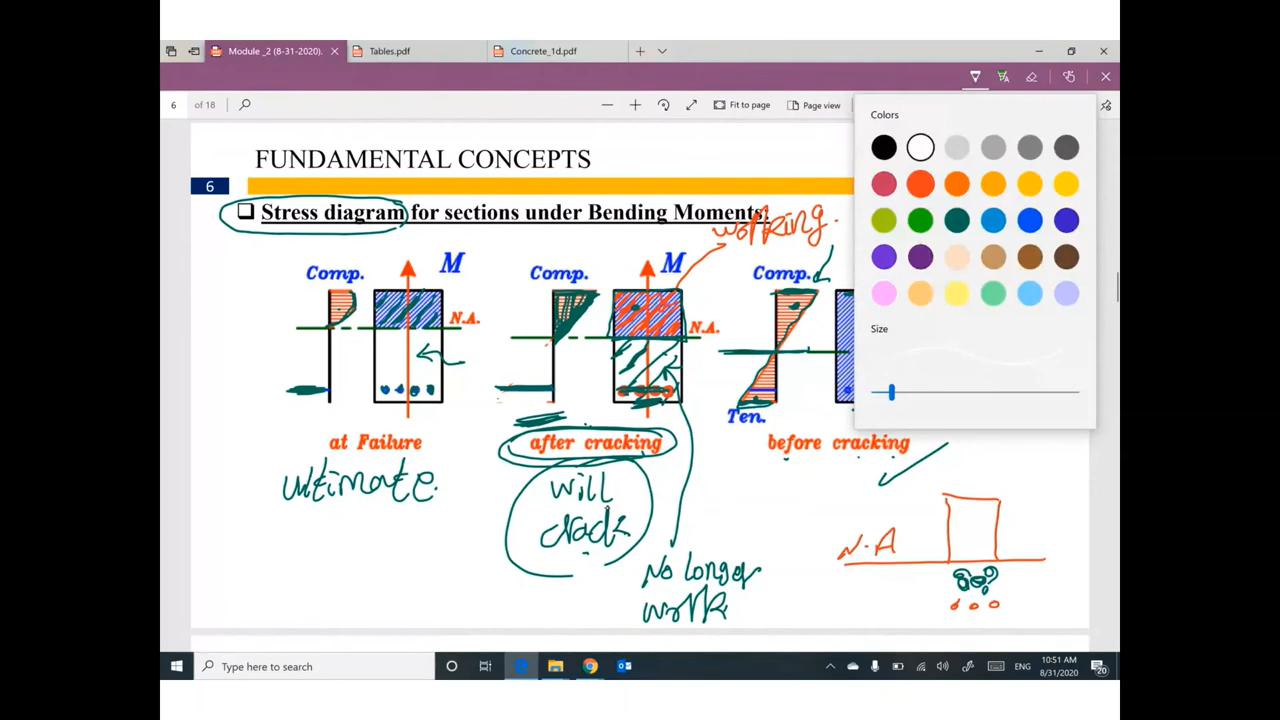 Module _2 (8-31-2020).
Tables.pdf
Concrete_1d.pdf
6 of 18
Fit to page
Page view
Colors
Size
FUNDAMENTAL CONCEPTS
6
Stress diagram for sections under Bending Moments:
working.
Comp. M
Comp. M
Comp.
N.A.
N.A.
Ten.
at Failure
after cracking
before cracking
ultimate.
will
crack
N.A
No longer
work
Type here to search
ENG
10:51 AM
8/31/2020
20